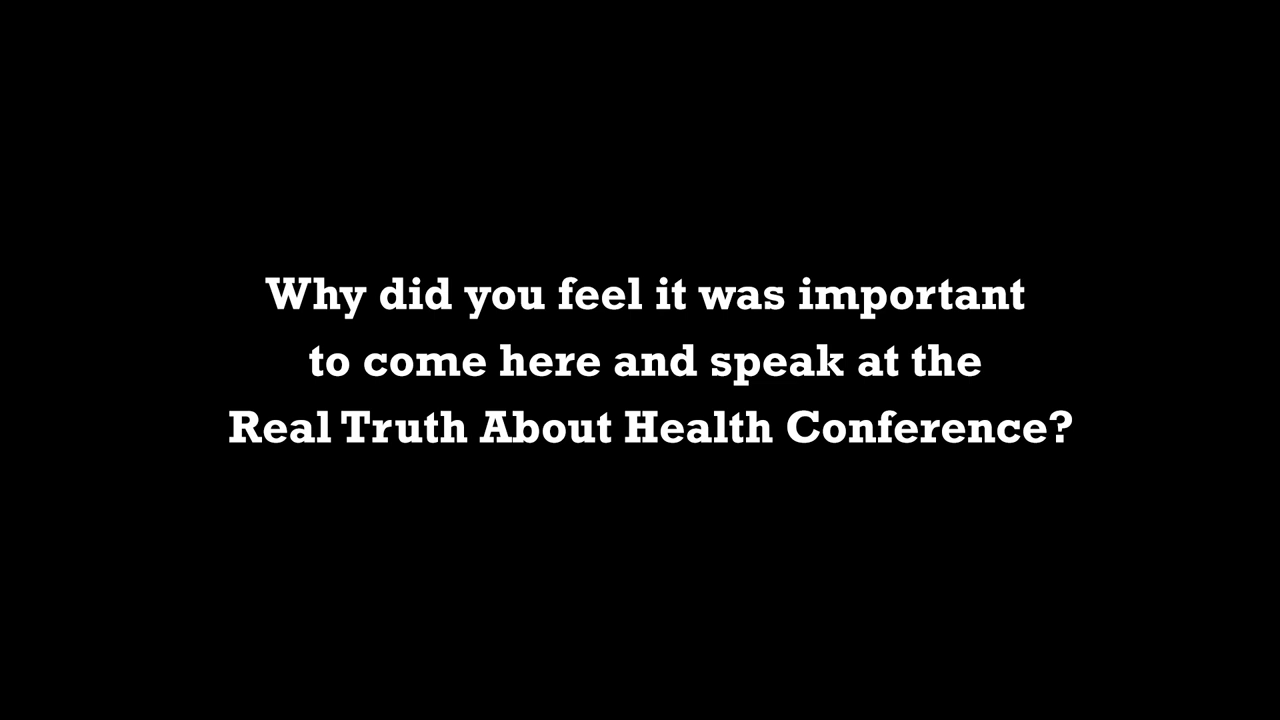 Why did you feel it was important
to come here and speak at the
Real Truth About Health Conference?